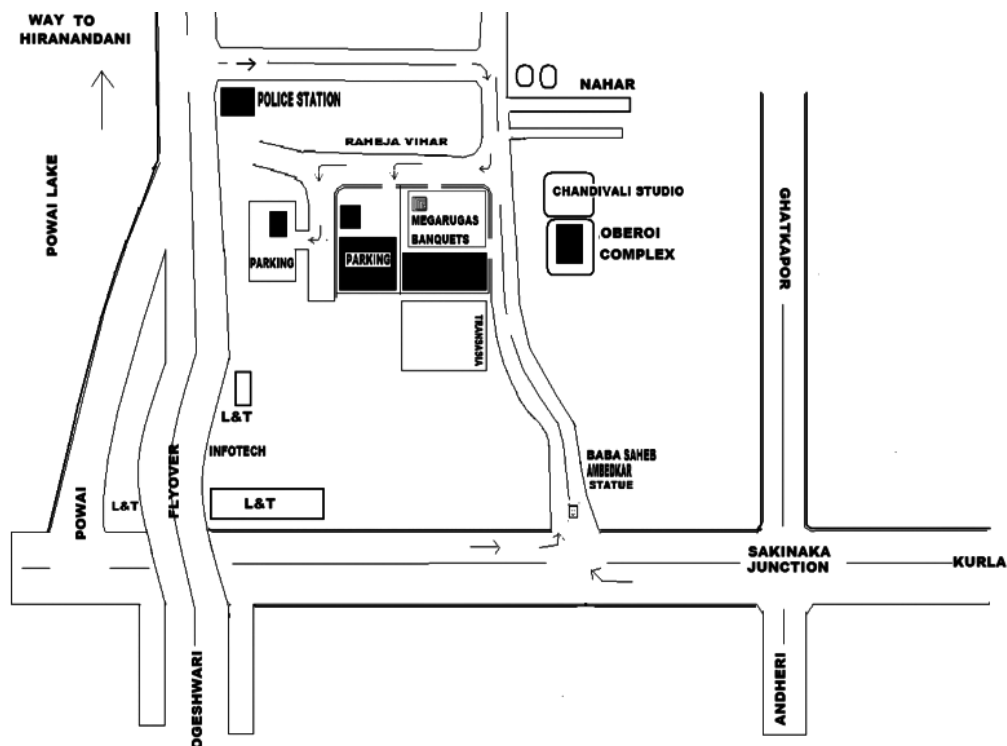 WAY TO
HIRANANDANI
NAHAR
POLICE STATION
RAHEJA VIHAR
POWAI LAKE
CHANDIVALI STUDIO
GHATKAPOR
MEGARUGAS
BANQUETS
OBEROI
COMPLEX
PARKING
PARKING
TRANSASIA
L&T
INFOTECH
BABA SAHEB
AMBEDKAR
STATUE
FLYOVER
POWAI
L&T
L&T
SAKINAKA
JUNCTION
KURLA
OGESHWARI
ANDHERI